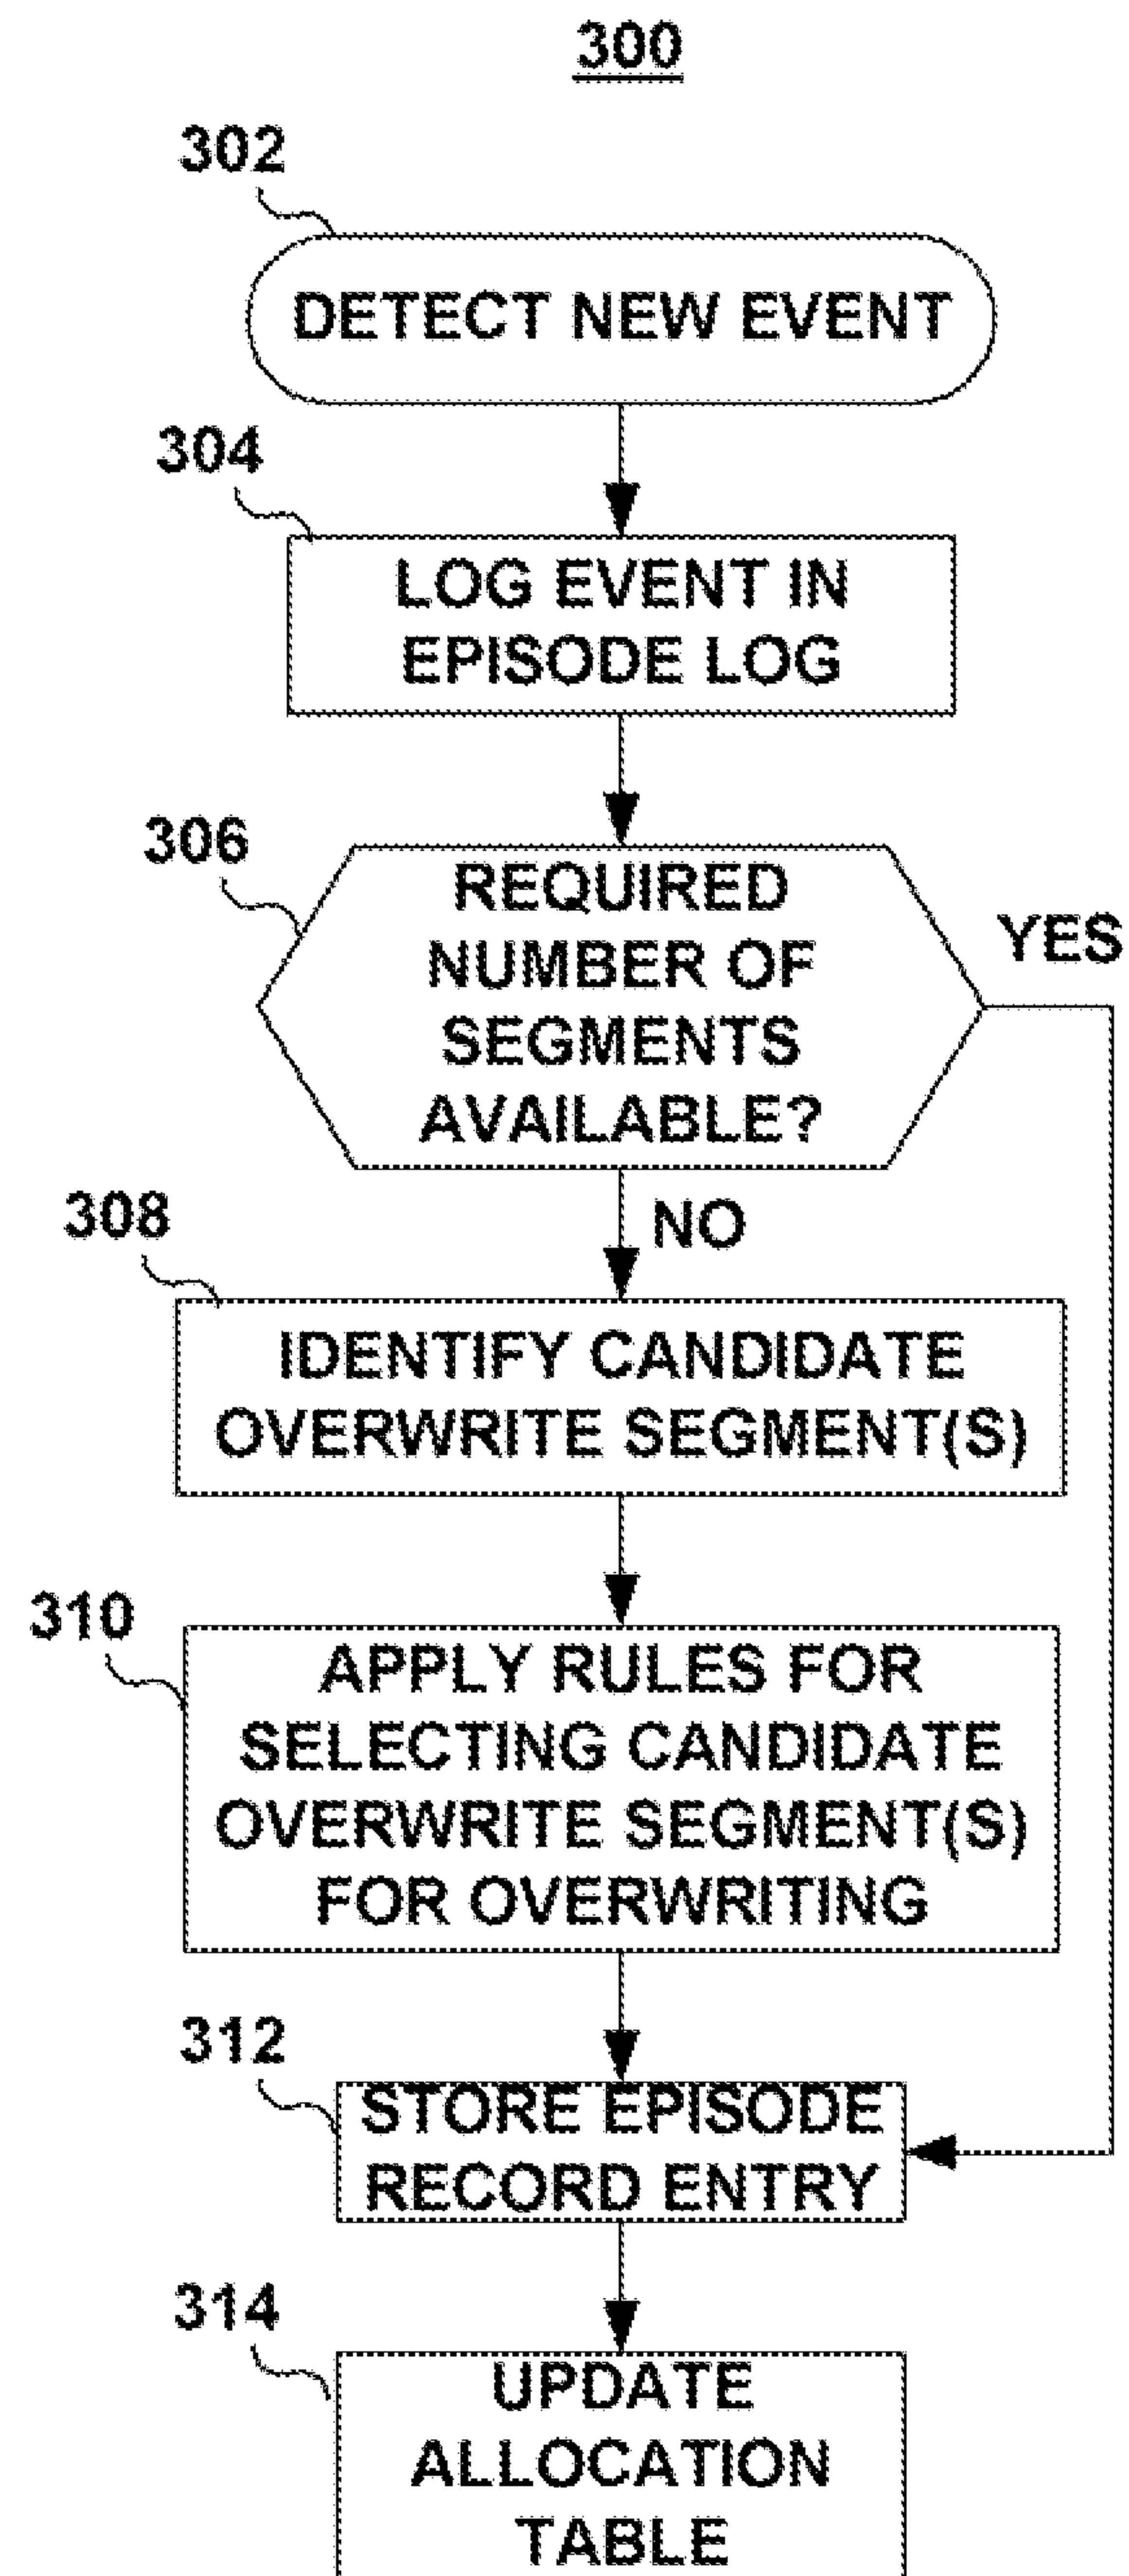 300
302
DETECT NEW EVENT
304
LOG EVENT IN
EPISODE LOG
306
REQUIRED
NUMBER OF
SEGMENTS
AVAILABLE?
YES
NO
308
IDENTIFY CANDIDATE
OVERWRITE SEGMENT(S)
310
APPLY RULES FOR
SELECTING CANDIDATE
OVERWRITE SEGMENT(S)
FOR OVERWRITING
312
STORE EPISODE
RECORD ENTRY
314
UPDATE
ALLOCATION
TABLE